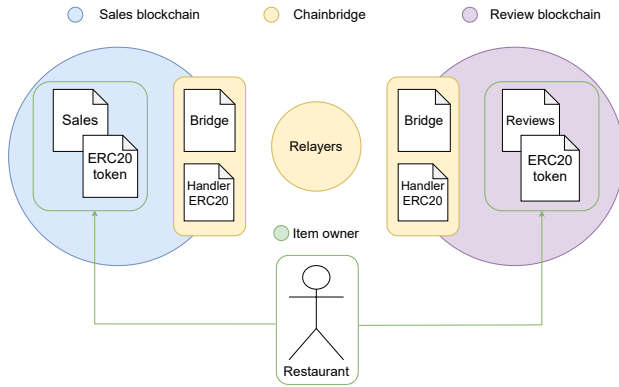 Sales blockchain
Chainbridge
Review blockchain
Sales
ERC20
token
Bridge
Handler
ERC20
Relayers
Bridge
Handler
ERC20
Reviews
ERC20
token
Item owner
Restaurant